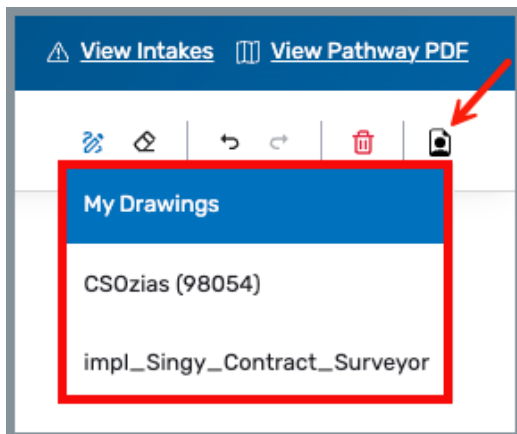 View Intakes View Pathway PDF
My Drawings
CSOzias (98054)
impl_Singy_Contract_Surveyor